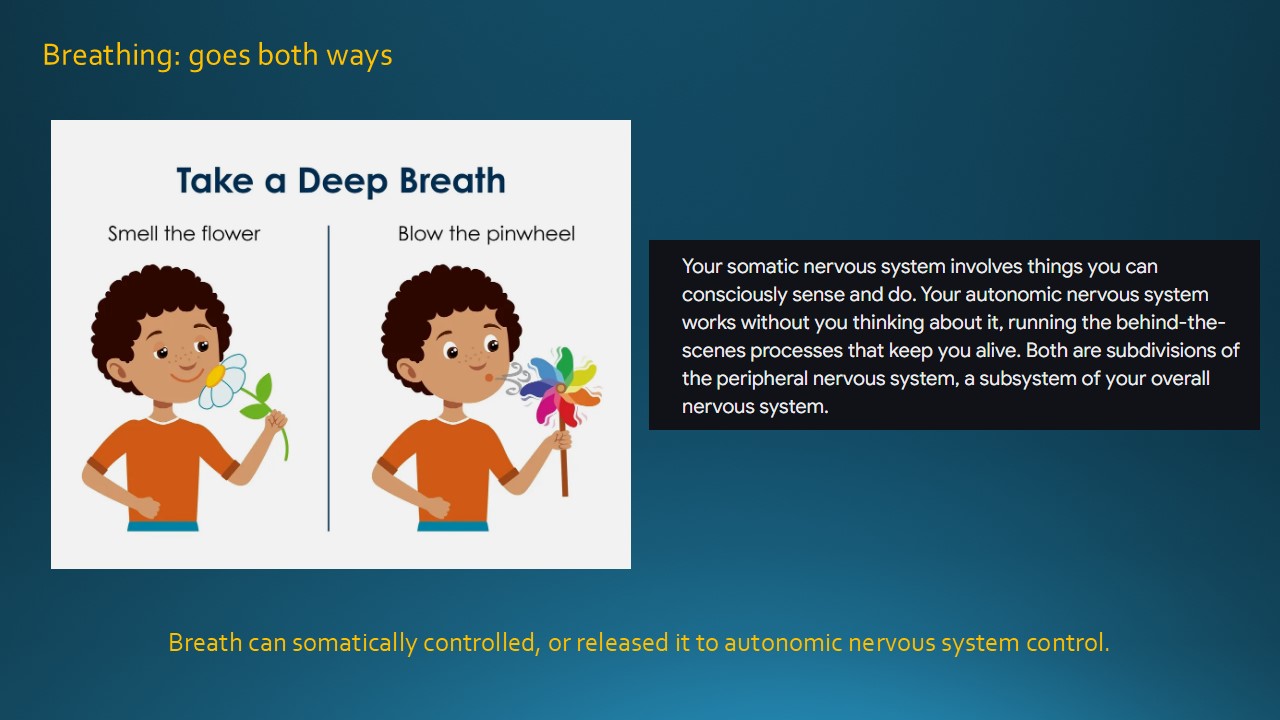 Breathing: goes both ways
Take a Deep Breath
Smell the flower
Blow the pinwheel
Your somatic nervous system involves things you can
consciously sense and do. Your autonomic nervous system
works without you thinking about it, running the behind-the-
scenes processes that keep you alive. Both are subdivisions of
the peripheral nervous system, a subsystem of your overall
nervous system.
Breath can somatically controlled, or released it to autonomic nervous system control.